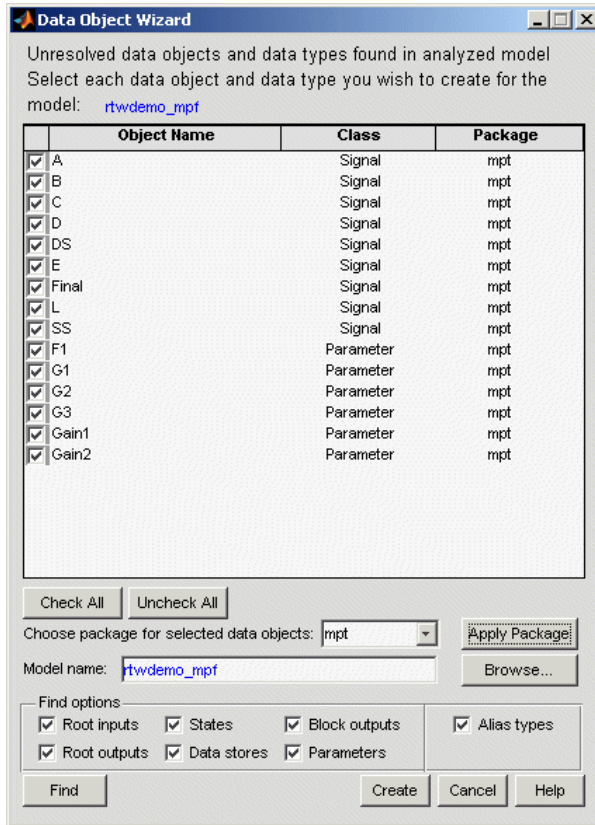 Data Object Wizard
Unresolved data objects and data types found in analyzed model
Select each data object and data type you wish to create for the
model: rtwdemo_mpf
Object Name Class Package
A Signal mpt
B Signal mpt
C Signal mpt
D Signal mpt
DS Signal mpt
E Signal mpt
Final Signal mpt
L Signal mpt
SS Signal mpt
F1 Parameter mpt
G1 Parameter mpt
G2 Parameter mpt
G3 Parameter mpt
Gain1 Parameter mpt
Gain2 Parameter mpt
Check All Uncheck All
Choose package for selected data objects: mpt Apply Package
Model name: rtwdemo_mpf Browse...
Find options
Root inputs States Block outputs Alias types
Root outputs Data stores Parameters
Find Create Cancel Help